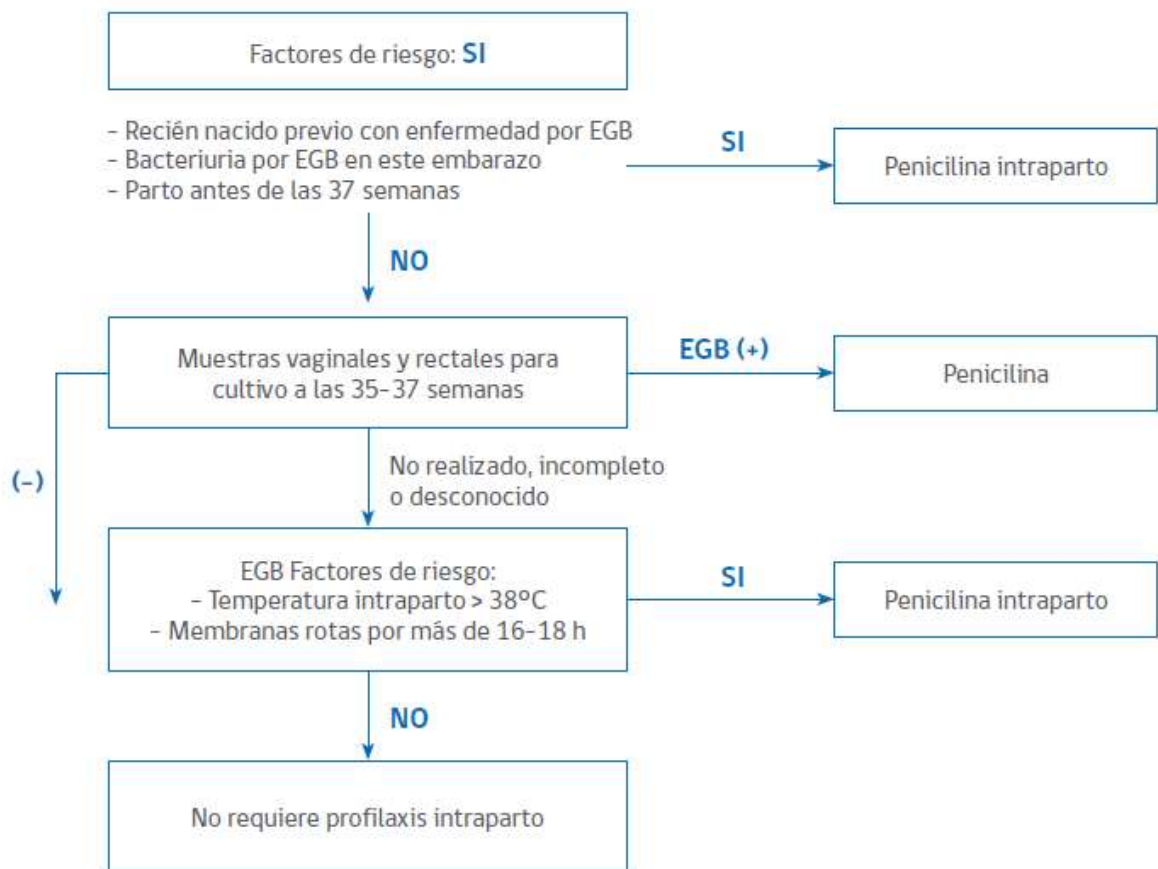 Factores de riesgo: SI
- Recién nacido previo con enfermedad por EGB
- Bacteriuria por EGB en este embarazo
- Parto antes de las 37 semanas
SI
Penicilina intraparto
NO
Muestras vaginales y rectales para
cultivo a las 35-37 semanas
EGB (+)
Penicilina
(-)
No realizado, incompleto
o desconocido
EGB Factores de riesgo:
- Temperatura intraparto > 38°C
- Membranas rotas por más de 16-18 h
SI
Penicilina intraparto
NO
No requiere profilaxis intraparto